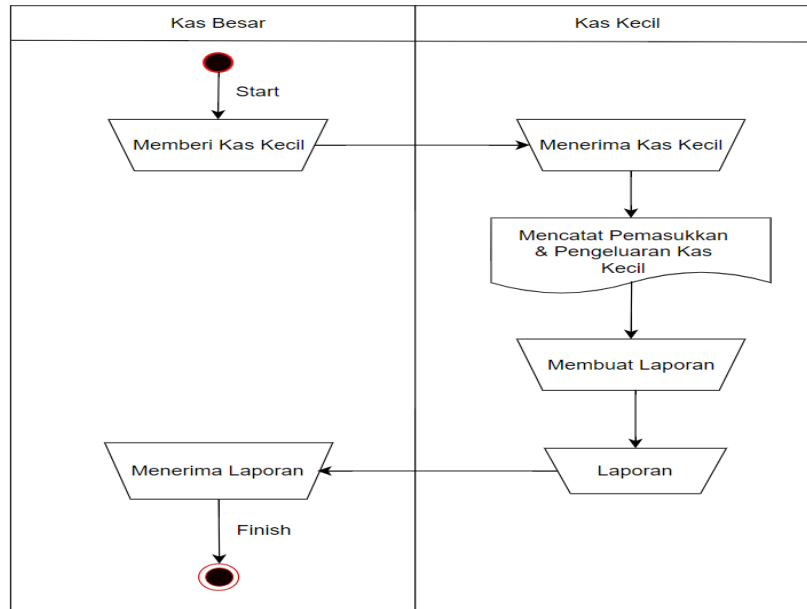 Kas Besar
Kas Kecil
Start
Memberi Kas Kecil
Menerima Kas Kecil
Mencatat Pemasukkan
& Pengeluaran Kas
Kecil
Membuat Laporan
Laporan
Menerima Laporan
Finish